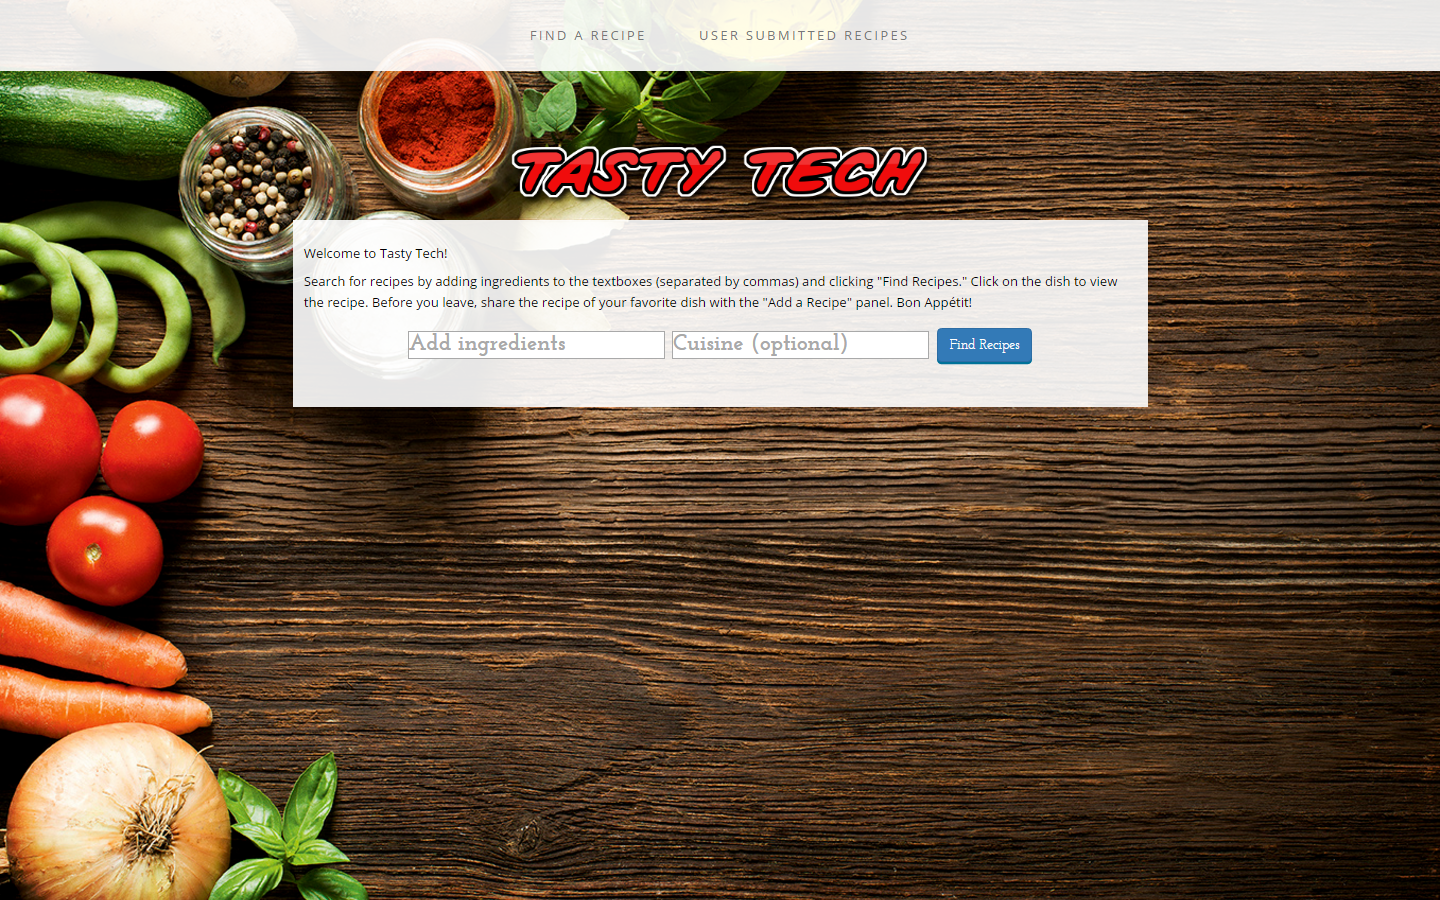 FIND A RECIPE
USER SUBMITTED RECIPES
TASTY TECH
Welcome to Tasty Tech!
Search for recipes by adding ingredients to the textboxes (separated by commas) and clicking "Find Recipes." Click on the dish to view
the recipe. Before you leave, share the recipe of your favorite dish with the "Add a Recipe" panel. Bon Appétit!
Add ingredients
Cuisine (optional)
Find Recipes